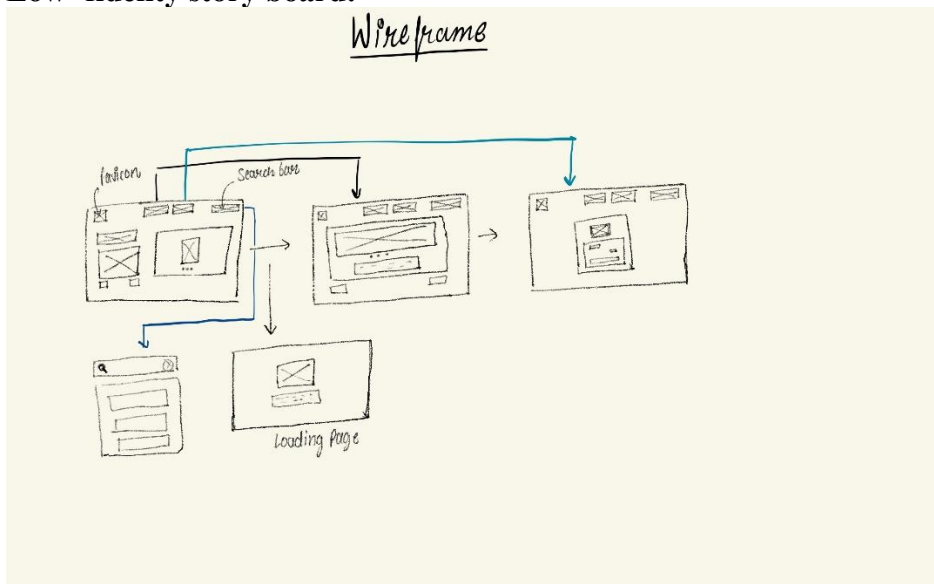 Low- fidelity story board:
Wireframe
favicon
Search bar
Loading Page